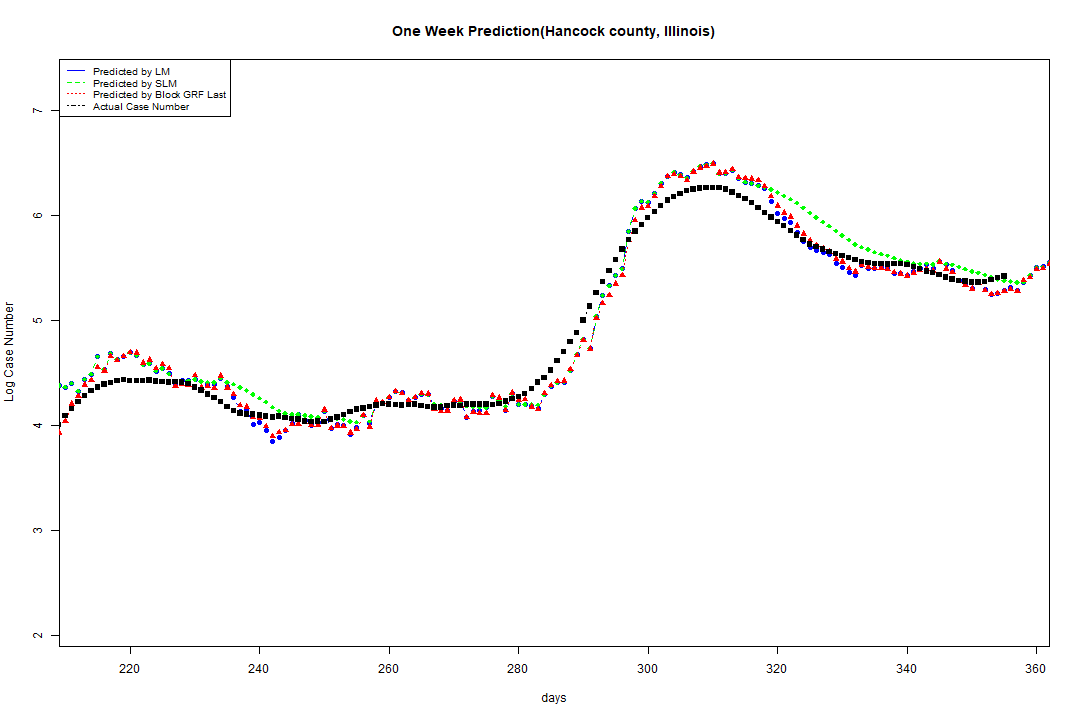 One Week Prediction(Hancock county, Illinois)
Predicted by LM
Predicted by SLM
Predicted by Block GRF Last
Actual Case Number
7
6
5
4
3
2
Log Case Number
220 240 260 280 300 320 340 360
days